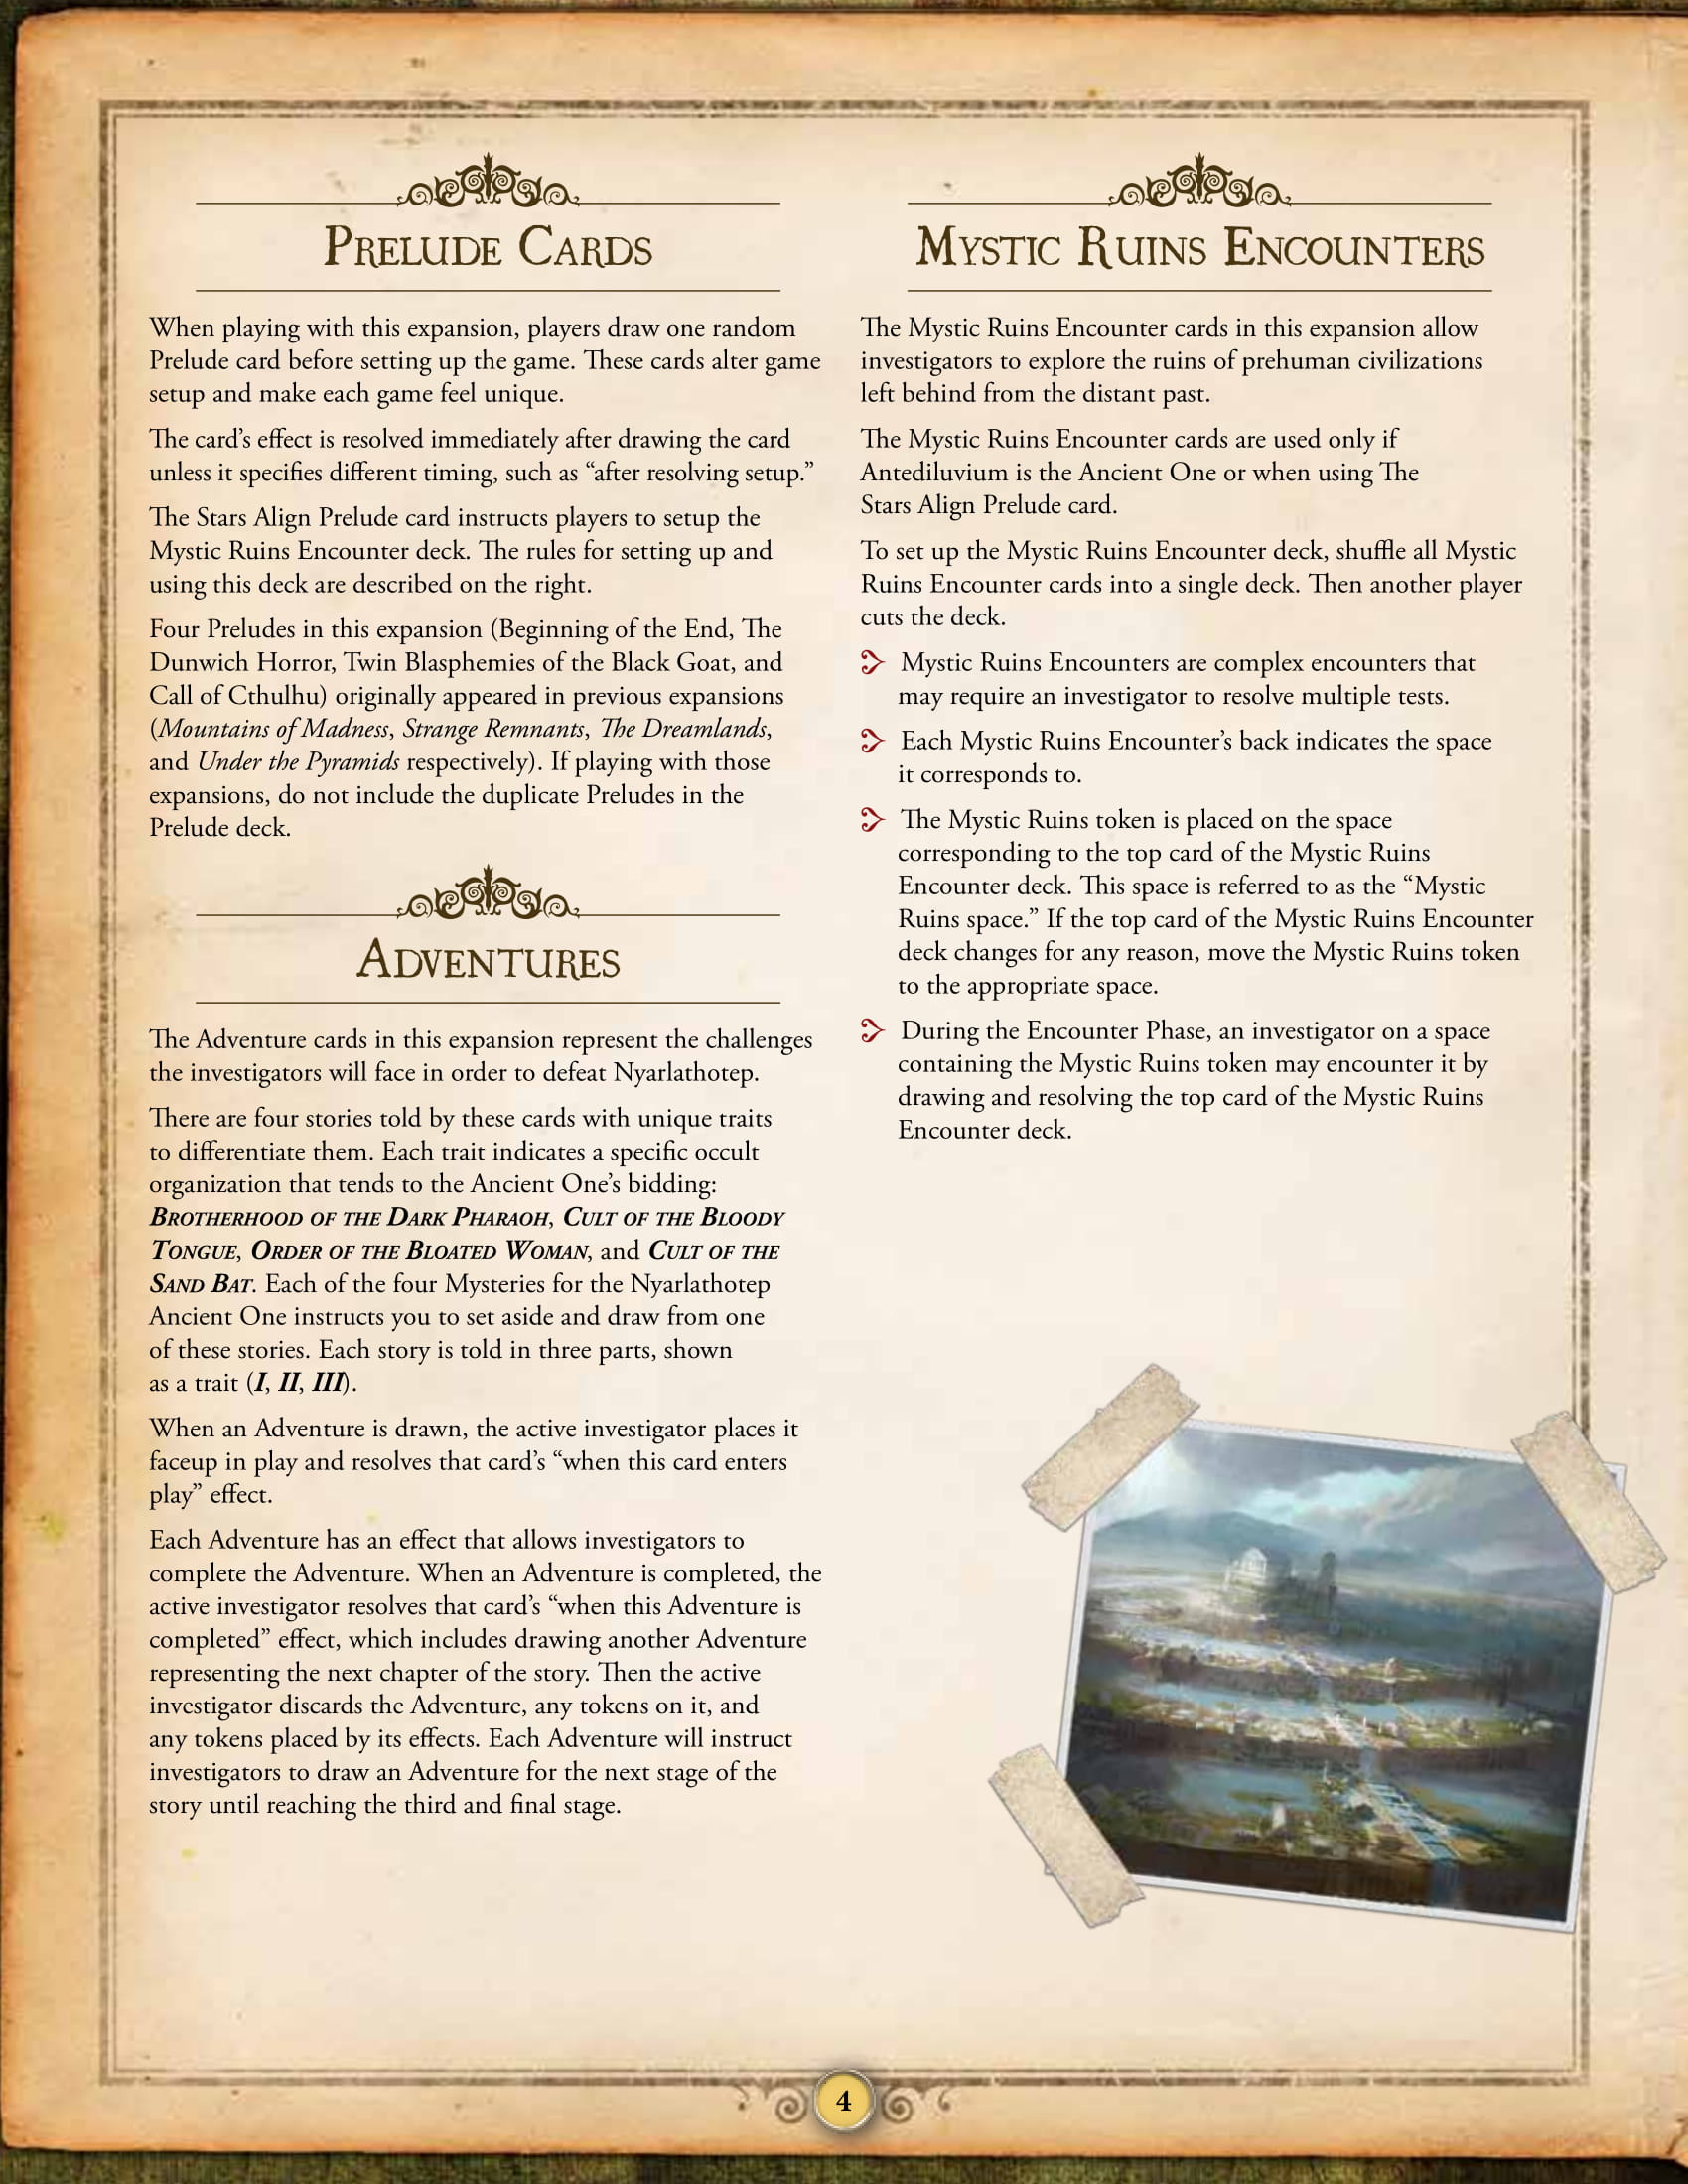 Prelude Cards
When playing with this expansion, players draw one random
Prelude card before setting up the game. These cards alter game
setup and make each game feel unique.
The card’s effect is resolved immediately after drawing the card
unless it specifies different timing, such as “after resolving setup.”
The Stars Align Prelude card instructs players to setup the
Mystic Ruins Encounter deck. The rules for setting up and
using this deck are described on the right.
Four Preludes in this expansion (Beginning of the End, The
Dunwich Horror, Twin Blasphemies of the Black Goat, and
Call of Cthulhu) originally appeared in previous expansions
(Mountains of Madness, Strange Remnants, The Dreamlands,
and Under the Pyramids respectively). If playing with those
expansions, do not include the duplicate Preludes in the
Prelude deck.
Adventures
The Adventure cards in this expansion represent the challenges
the investigators will face in order to defeat Nyarlathotep.
There are four stories told by these cards with unique traits
to differentiate them. Each trait indicates a specific occult
organization that tends to the Ancient One’s bidding:
Brotherhood of the Dark Pharaoh, Cult of the Bloody
Tongue, Order of the Bloated Woman, and Cult of the
Sand Bat. Each of the four Mysteries for the Nyarlathotep
Ancient One instructs you to set aside and draw from one
of these stories. Each story is told in three parts, shown
as a trait (I, II, III).
When an Adventure is drawn, the active investigator places it
faceup in play and resolves that card’s “when this card enters
play” effect.
Each Adventure has an effect that allows investigators to
complete the Adventure. When an Adventure is completed, the
active investigator resolves that card’s “when this Adventure is
completed” effect, which includes drawing another Adventure
representing the next chapter of the story. Then the active
investigator discards the Adventure, any tokens on it, and
any tokens placed by its effects. Each Adventure will instruct
investigators to draw an Adventure for the next stage of the
story until reaching the third and final stage.
Mystic Ruins Encounters
The Mystic Ruins Encounter cards in this expansion allow
investigators to explore the ruins of prehuman civilizations
left behind from the distant past.
The Mystic Ruins Encounter cards are used only if
Antediluvium is the Ancient One or when using The
Stars Align Prelude card.
To set up the Mystic Ruins Encounter deck, shuffle all Mystic
Ruins Encounter cards into a single deck. Then another player
cuts the deck.
Mystic Ruins Encounters are complex encounters that
may require an investigator to resolve multiple tests.
Each Mystic Ruins Encounter’s back indicates the space
it corresponds to.
The Mystic Ruins token is placed on the space
corresponding to the top card of the Mystic Ruins
Encounter deck. This space is referred to as the “Mystic
Ruins space.” If the top card of the Mystic Ruins Encounter
deck changes for any reason, move the Mystic Ruins token
to the appropriate space.
During the Encounter Phase, an investigator on a space
containing the Mystic Ruins token may encounter it by
drawing and resolving the top card of the Mystic Ruins
Encounter deck.
4